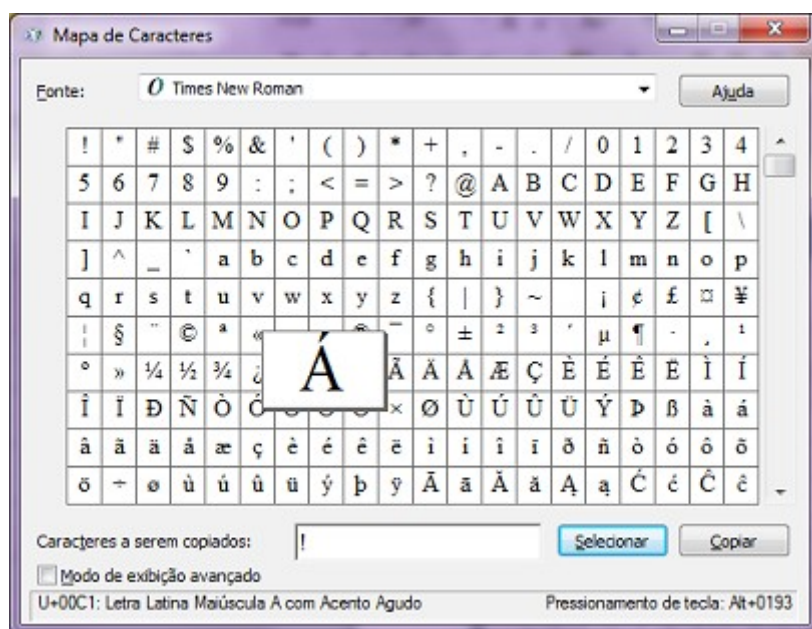 Mapa de Caracteres
Fonte: O Times New Roman Ajuda
! " # $ % & ' ( ) * + , - . / 0 1 2 3 4
5 6 7 8 9 : ; < = > ? @ A B C D E F G H
I J K L M N O P Q R S T U V W X Y Z [ \
] ^ _ ` a b c d e f g h i j k l m n o p
q r s t u v w x y z { | } ~ ¡ ¢ £ ¤ ¥
¦ § ¨ © ª « ® ¯ ° ± ² ³ ´ µ ¶ · ¸ ¹
º » ¼ ½ ¾ ¿ Á Ã Ä Å Æ Ç È É Ê Ë Ì Í
Î Ï Ð Ñ Ò Ó × Ø Ù Ú Û Ü Ý Þ ß à á
â ã ä å æ ç è é ê ë ì í î ï ð ñ ò ó ô õ
ö ÷ ø ù ú û ü ý þ ÿ Ā ā Ă ă Ą ą Ć ć Ĉ ĉ
Caracteres a serem copiados: ! Selecionar Copiar
Modo de exibição avançado
U+00C1: Letra Latina Maiúscula A com Acento Agudo Pressionamento de tecla: Alt+0193